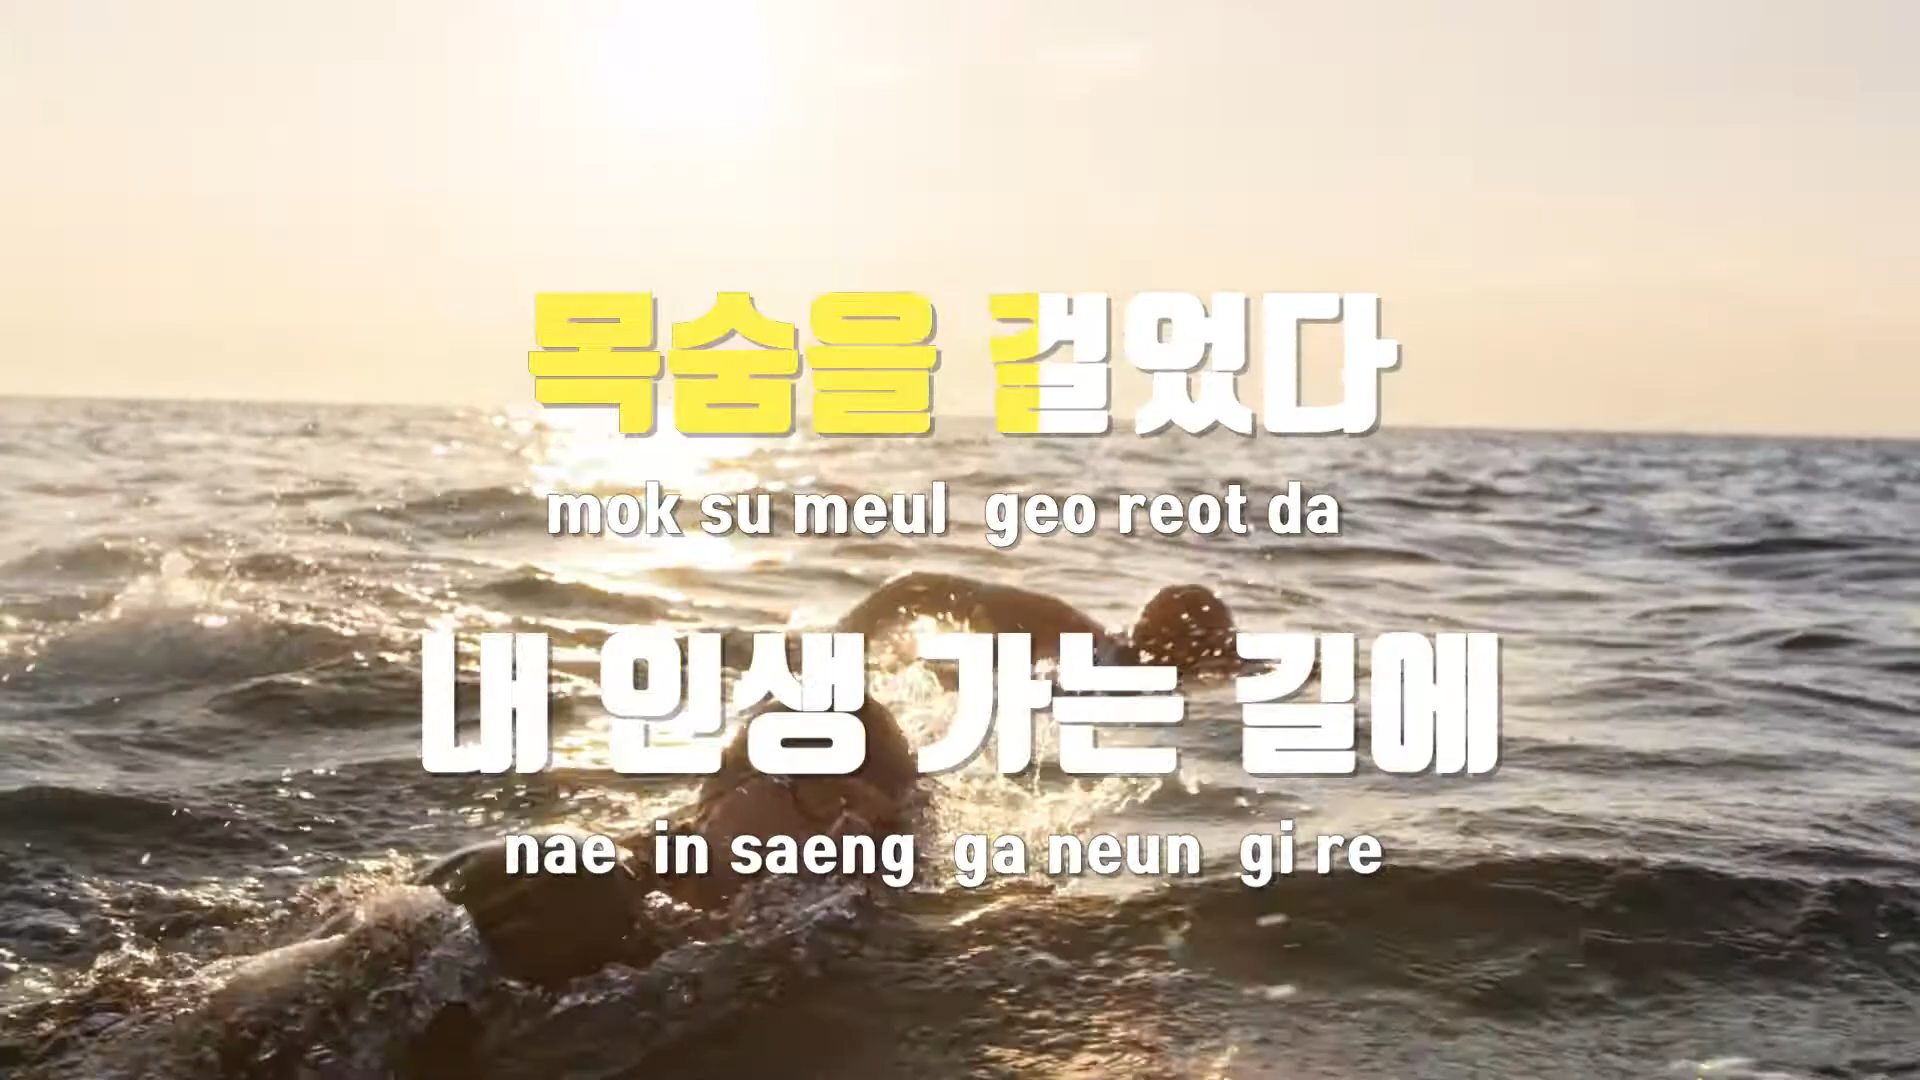 목숨을 걸었다
mok su meul geo reot da
내 인생 가는 길에
nae in saeng ga neun gi re